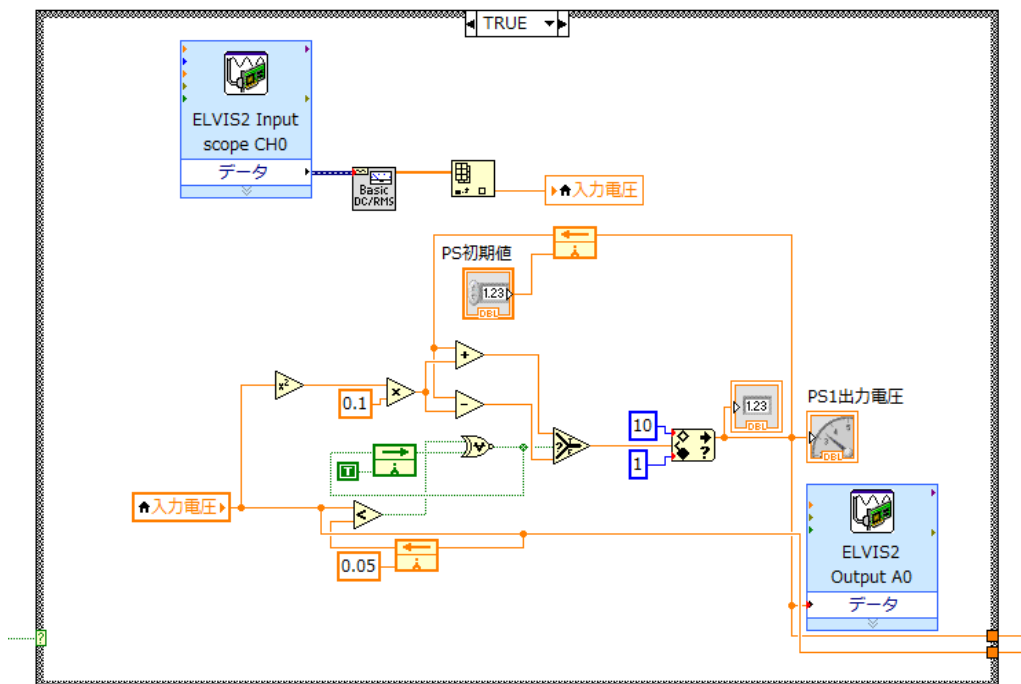 TRUE
ELVIS2 Input
scope CH0
データ
Basic
DC/RMS
入力電圧
PS初期値
1.23
DBL
+
x²
×
0.1
-
10
1
1.23
DBL
PS1出力電圧
DBL
T
?
T
F
?
入力電圧
<
0.05
ELVIS2
Output A0
データ
?